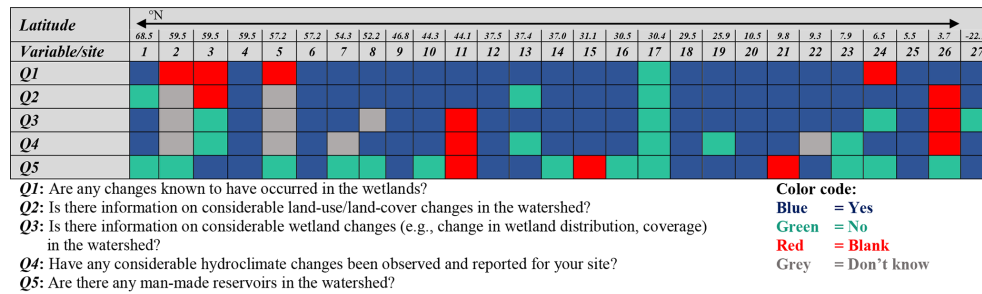 Latitude
°N
68.5 59.5 59.5 59.5 57.2 57.2 54.3 52.2 46.8 44.3 44.1 37.5 37.4 37.0 31.1 30.5 30.4 29.5 25.9 10.5 9.8 9.3 7.9 6.5 5.5 3.7 -22.
Variable/site 1 2 3 4 5 6 7 8 9 10 11 12 13 14 15 16 17 18 19 20 21 22 23 24 25 26 27
Q1
Q2
Q3
Q4
Q5
Q1: Are any changes known to have occurred in the wetlands?
Q2: Is there information on considerable land-use/land-cover changes in the watershed?
Q3: Is there information on considerable wetland changes (e.g., change in wetland distribution, coverage)
in the watershed?
Q4: Have any considerable hydroclimate changes been observed and reported for your site?
Q5: Are there any man-made reservoirs in the watershed?
Color code:
Blue = Yes
Green = No
Red = Blank
Grey = Don't know